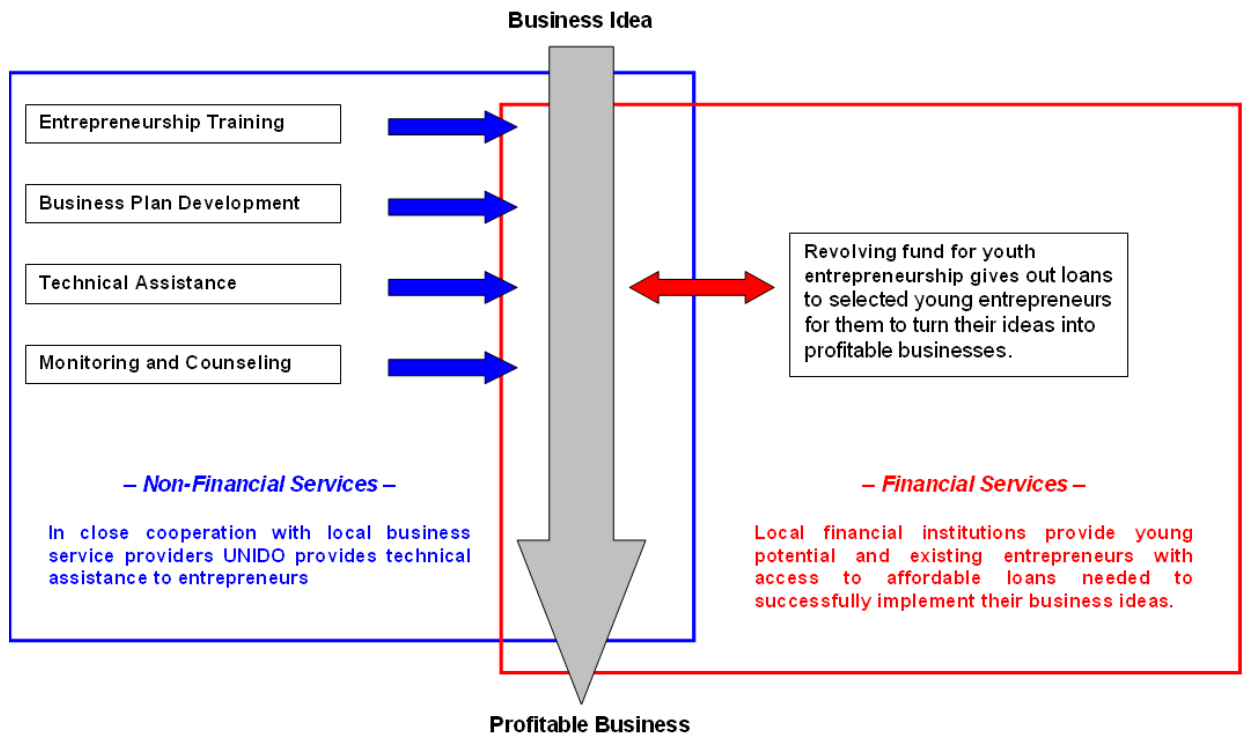 Business Idea
Entrepreneurship Training
Business Plan Development
Technical Assistance
Monitoring and Counseling
Revolving fund for youth
entrepreneurship gives out loans
to selected young entrepreneurs
for them to turn their ideas into
profitable businesses.
– Non-Financial Services –
In close cooperation with local business
service providers UNIDO provides technical
assistance to entrepreneurs
– Financial Services –
Local financial institutions provide young
potential and existing entrepreneurs with
access to affordable loans needed to
successfully implement their business ideas.
Profitable Business